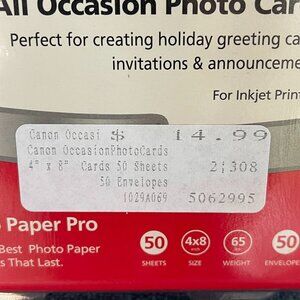 All Occasion Photo Car
Perfect for creating holiday greeting ca
invitations & announceme
For Inkjet Print
Canon Occasi $ 14.99
Canon OccasionPhotoCards
4" x 8" Cards 50 Sheets 2;308
50 Envelopes
1029A069 5062995
Paper Pro
Best Photo Paper
s That Last.
50 4x8 65 50
SHEETS SIZE WEIGHT ENVELOPE